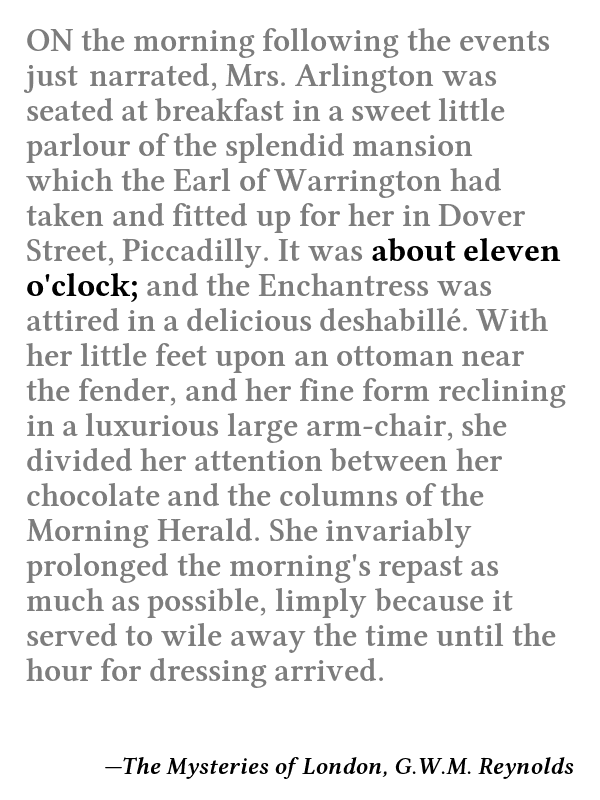 ON the morning following the events
just narrated, Mrs. Arlington was
seated at breakfast in a sweet little
parlour of the splendid mansion
which the Earl of Warrington had
taken and fitted up for her in Dover
Street, Piccadilly. It was about eleven
o'clock; and the Enchantress was
attired in a delicious deshabillé. With
her little feet upon an ottoman near
the fender, and her fine form reclining
in a luxurious large arm-chair, she
divided her attention between her
chocolate and the columns of the
Morning Herald. She invariably
prolonged the morning's repast as
much as possible, limply because it
served to wile away the time until the
hour for dressing arrived.
—The Mysteries of London, G.W.M. Reynolds